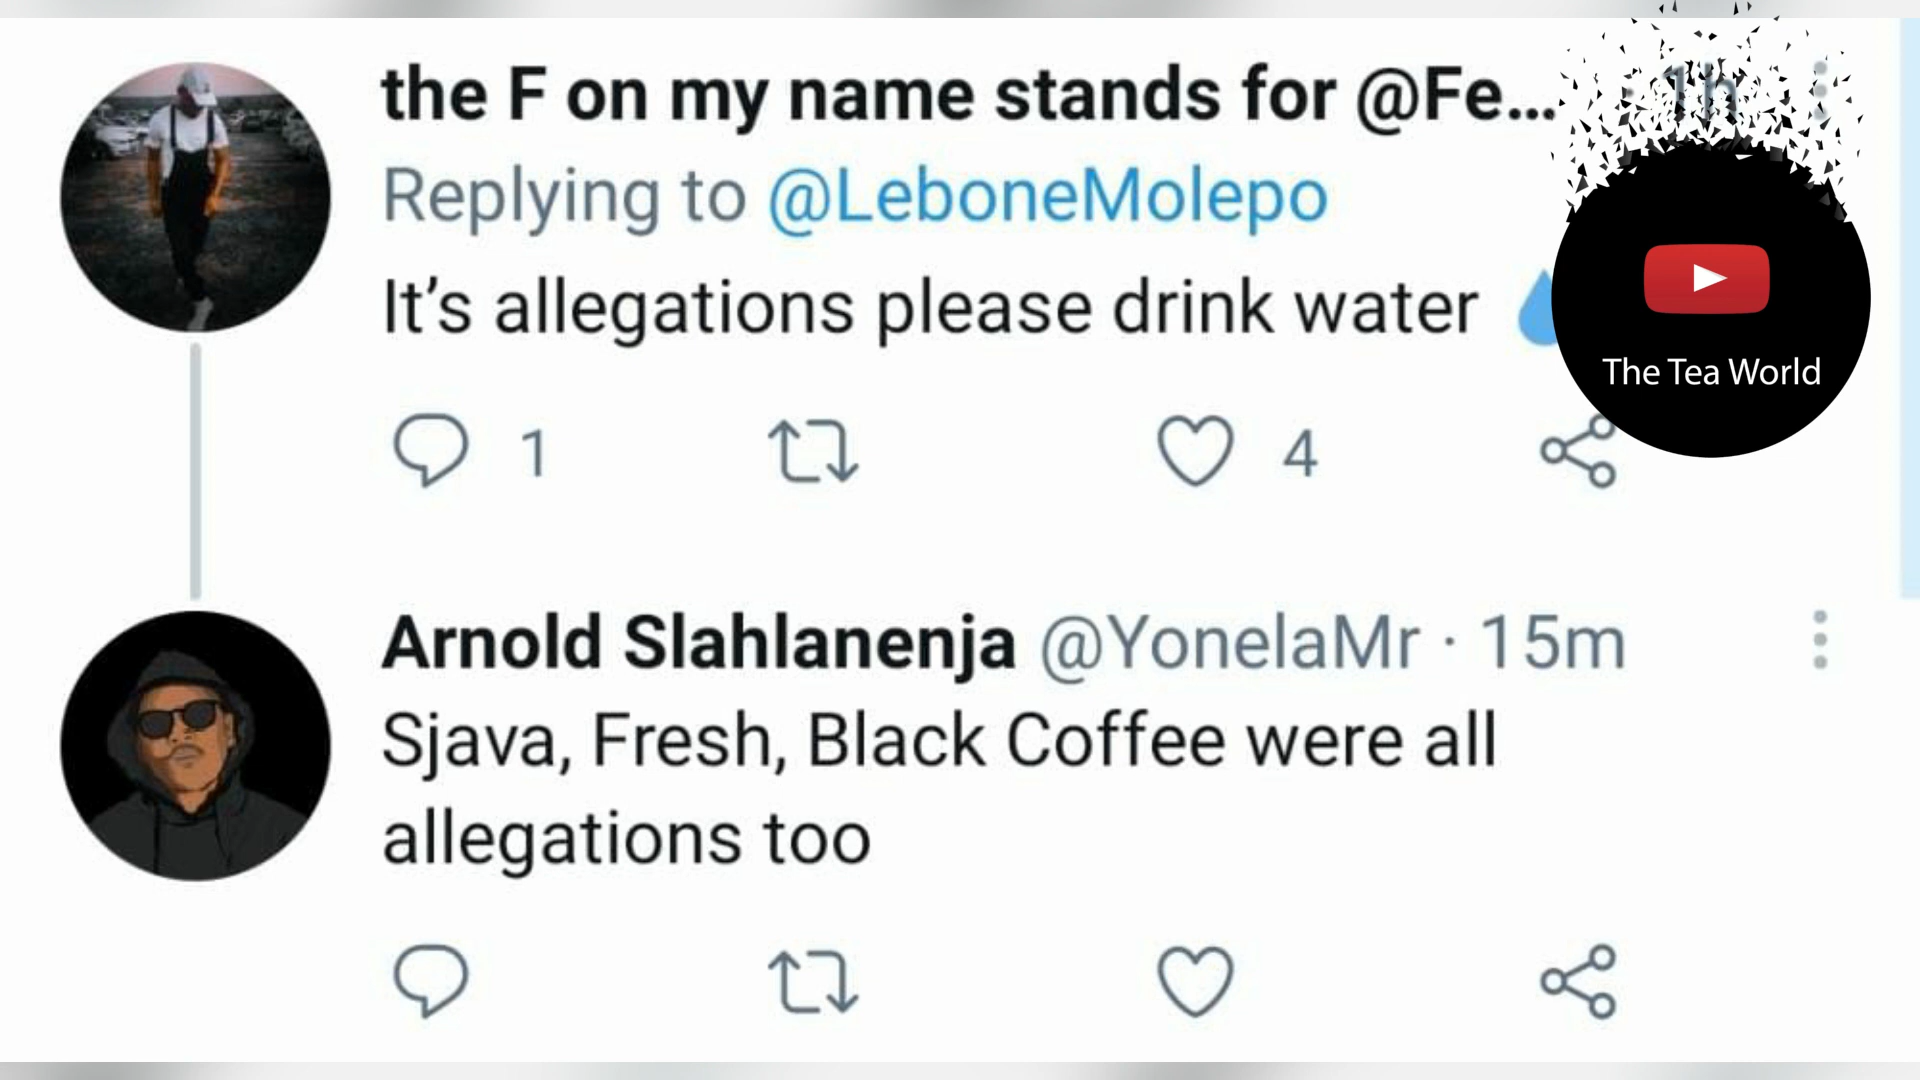 the F on my name stands for @Fe... · 1h
Replying to @LeboneMolepo
It’s allegations please drink water
1
4
The Tea World
Arnold Slahlanenja @YonelaMr · 15m
Sjava, Fresh, Black Coffee were all
allegations too